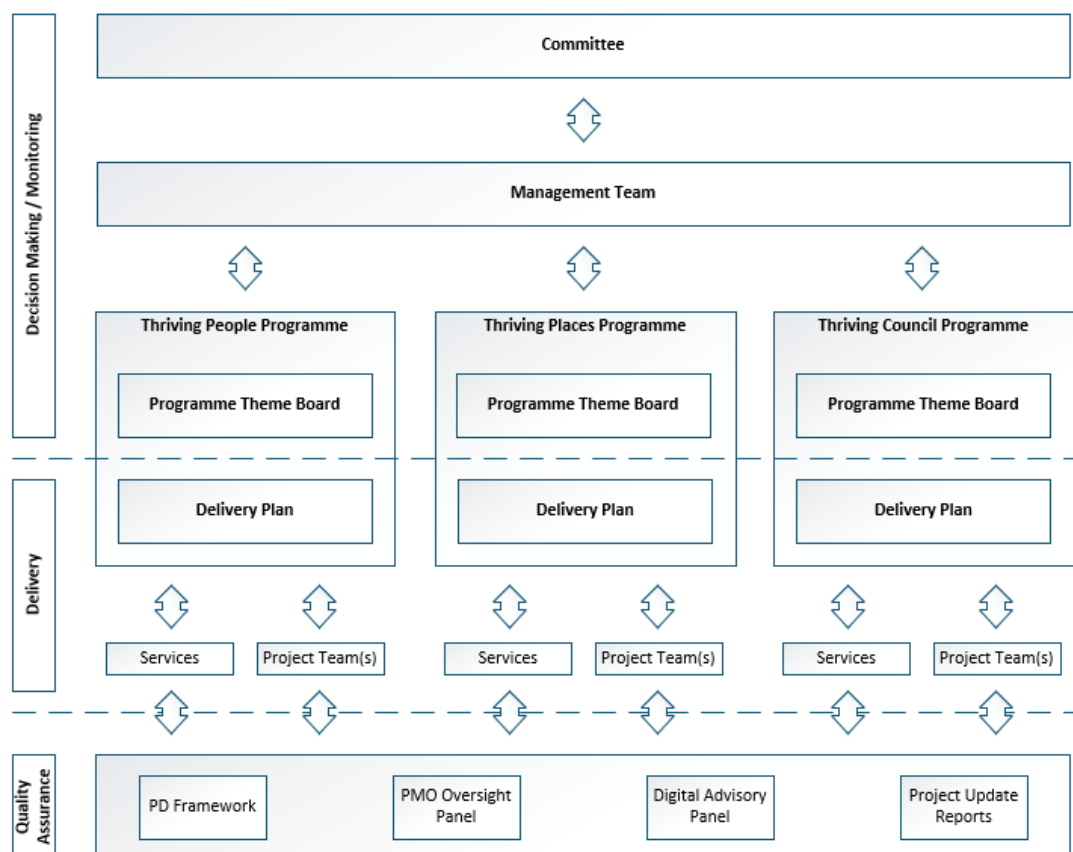 Decision Making / Monitoring
Committee
Management Team
Thriving People Programme
Thriving Places Programme
Thriving Council Programme
Programme Theme Board
Programme Theme Board
Programme Theme Board
Delivery
Delivery Plan
Delivery Plan
Delivery Plan
Services
Project Team(s)
Services
Project Team(s)
Services
Project Team(s)
Quality
Assurance
PD Framework
PMO Oversight
Panel
Digital Advisory
Panel
Project Update
Reports